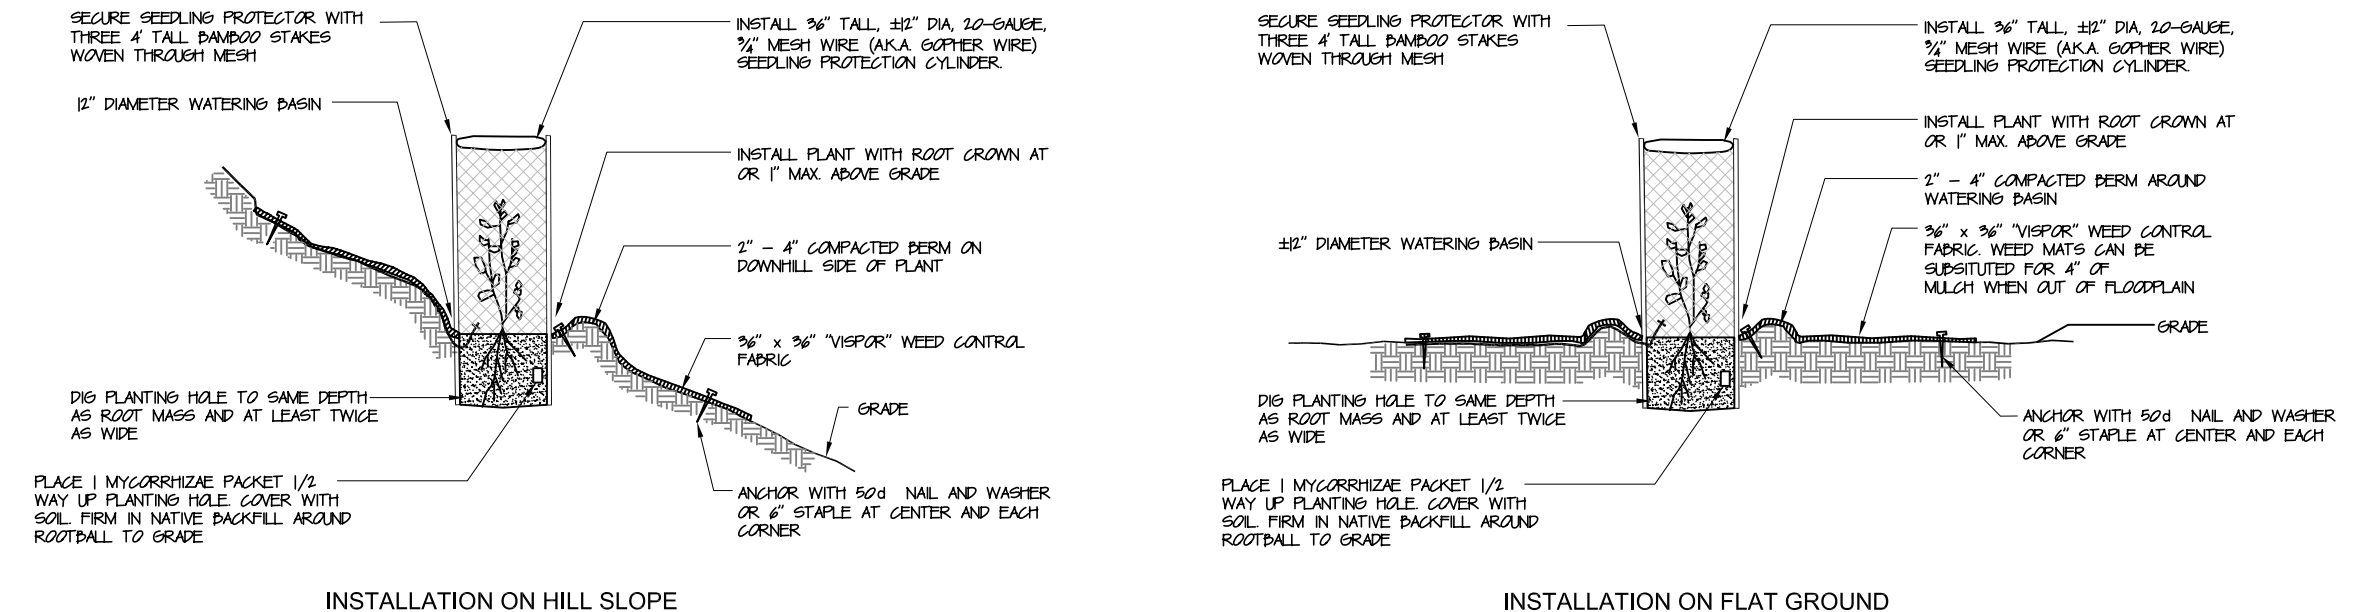 SECURE SEEDLING PROTECTOR WITH
THREE 4' TALL BAMBOO STAKES
WOVEN THROUGH MESH
12" DIAMETER WATERING BASIN
DIG PLANTING HOLE TO SAME DEPTH
AS ROOT MASS AND AT LEAST TWICE
AS WIDE
PLACE 1 MYCORRHIZAE PACKET 1/2
WAY UP PLANTING HOLE. COVER WITH
SOIL. FIRM IN NATIVE BACKFILL AROUND
ROOTBALL TO GRADE
INSTALL 36" TALL, ±12" DIA, 20-GAUGE,
¾" MESH WIRE (A.K.A. GOPHER WIRE)
SEEDLING PROTECTION CYLINDER.
INSTALL PLANT WITH ROOT CROWN AT
OR 1" MAX. ABOVE GRADE
2" - 4" COMPACTED BERM ON
DOWNHILL SIDE OF PLANT
36" x 36" "VISPOR" WEED CONTROL
FABRIC
GRADE
ANCHOR WITH 50d NAIL AND WASHER
OR 6" STAPLE AT CENTER AND EACH
CORNER
INSTALLATION ON HILL SLOPE
SECURE SEEDLING PROTECTOR WITH
THREE 4' TALL BAMBOO STAKES
WOVEN THROUGH MESH
±12" DIAMETER WATERING BASIN
DIG PLANTING HOLE TO SAME DEPTH
AS ROOT MASS AND AT LEAST TWICE
AS WIDE
PLACE 1 MYCORRHIZAE PACKET 1/2
WAY UP PLANTING HOLE. COVER WITH
SOIL. FIRM IN NATIVE BACKFILL AROUND
ROOTBALL TO GRADE
INSTALL 36" TALL, ±12" DIA, 20-GAUGE,
¾" MESH WIRE (A.K.A. GOPHER WIRE)
SEEDLING PROTECTION CYLINDER.
INSTALL PLANT WITH ROOT CROWN AT
OR 1" MAX. ABOVE GRADE
2" - 4" COMPACTED BERM AROUND
WATERING BASIN
36" x 36" "VISPOR" WEED CONTROL
FABRIC. WEED MATS CAN BE
SUBSITUTED FOR 4" OF
MULCH WHEN OUT OF FLOODPLAIN
GRADE
ANCHOR WITH 50d NAIL AND WASHER
OR 6" STAPLE AT CENTER AND EACH
CORNER
INSTALLATION ON FLAT GROUND